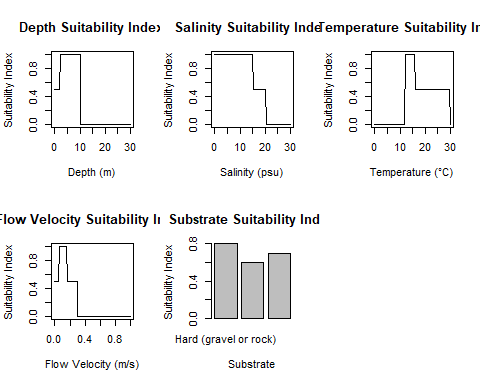 Depth Suitability Index
Suitability Index
0.0 0.4 0.8
0 10 20 30
Depth (m)
Salinity Suitability Inde
Suitability Index
0.0 0.4 0.8
0 10 20 30
Salinity (psu)
Temperature Suitability In
Suitability Index
0.0 0.4 0.8
0 10 20 30
Temperature (°C)
Flow Velocity Suitability In
Suitability Index
0.0 0.4 0.8
0.0 0.4 0.8
Flow Velocity (m/s)
Substrate Suitability Ind
Suitability Index
0.0 0.4 0.8
Hard (gravel or rock)
Substrate